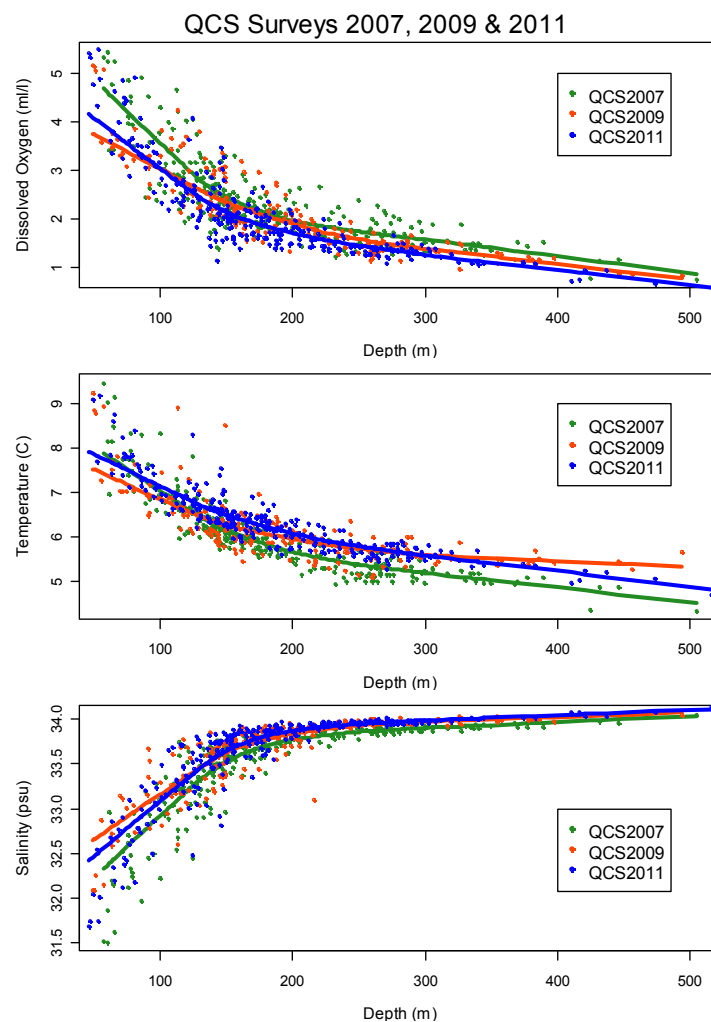 QCS Surveys 2007, 2009 & 2011
Dissolved Oxygen (ml/l)
5
4
3
2
1
QCS2007
QCS2009
QCS2011
100 200 300 400 500
Depth (m)
Temperature (C)
9
8
7
6
5
QCS2007
QCS2009
QCS2011
100 200 300 400 500
Depth (m)
Salinity (psu)
34.0
33.5
33.0
32.5
32.0
31.5
QCS2007
QCS2009
QCS2011
100 200 300 400 500
Depth (m)